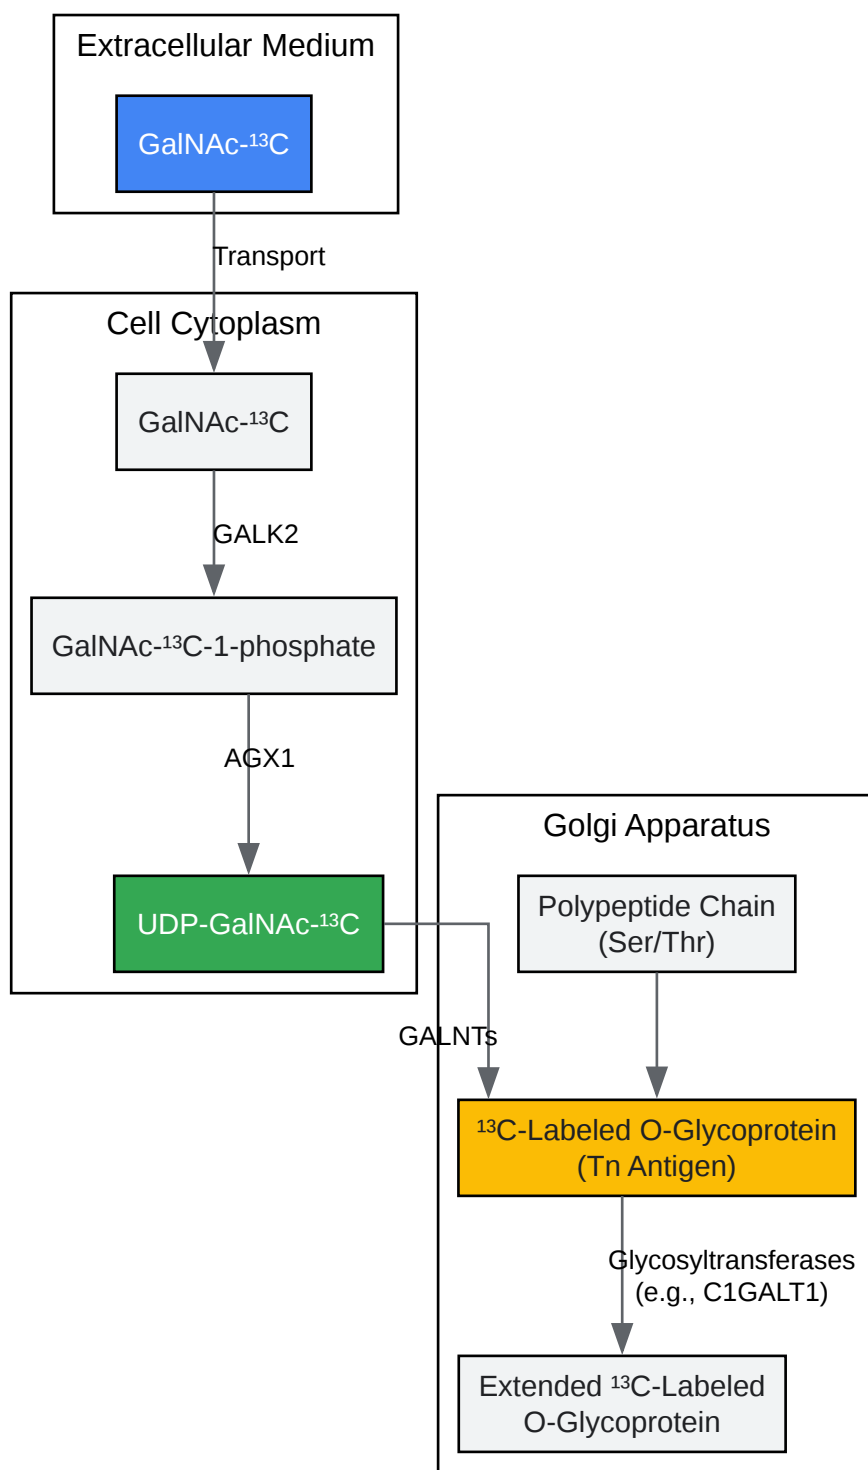 Extracellular Medium
GalNAc-¹³C
Transport
Cell Cytoplasm
GalNAc-¹³C
GALK2
GalNAc-¹³C-1-phosphate
AGX1
UDP-GalNAc-¹³C
Golgi Apparatus
Polypeptide Chain
(Ser/Thr)
GALNTs
¹³C-Labeled O-Glycoprotein
(Tn Antigen)
Glycosyltransferases
(e.g., C1GALT1)
Extended ¹³C-Labeled
O-Glycoprotein